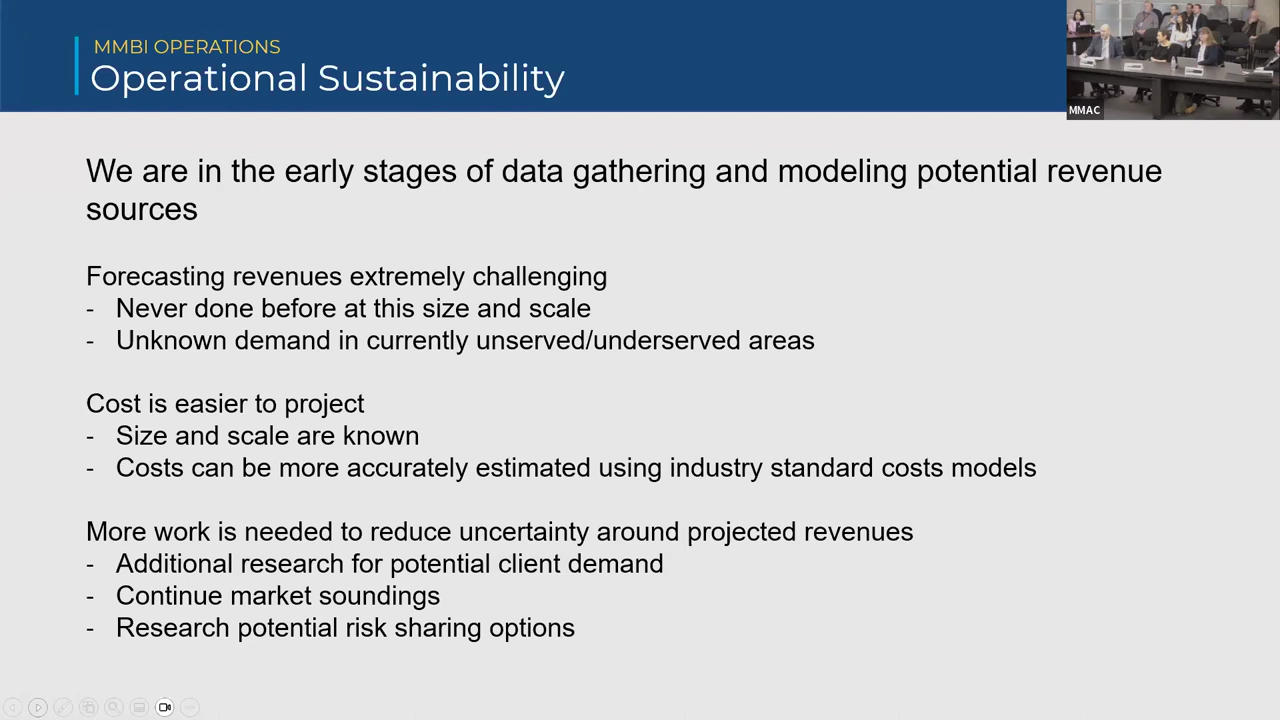 MMBI OPERATIONS
Operational Sustainability
MMAC
We are in the early stages of data gathering and modeling potential revenue
sources
Forecasting revenues extremely challenging
- Never done before at this size and scale
- Unknown demand in currently unserved/underserved areas
Cost is easier to project
- Size and scale are known
- Costs can be more accurately estimated using industry standard costs models
More work is needed to reduce uncertainty around projected revenues
- Additional research for potential client demand
- Continue market soundings
- Research potential risk sharing options